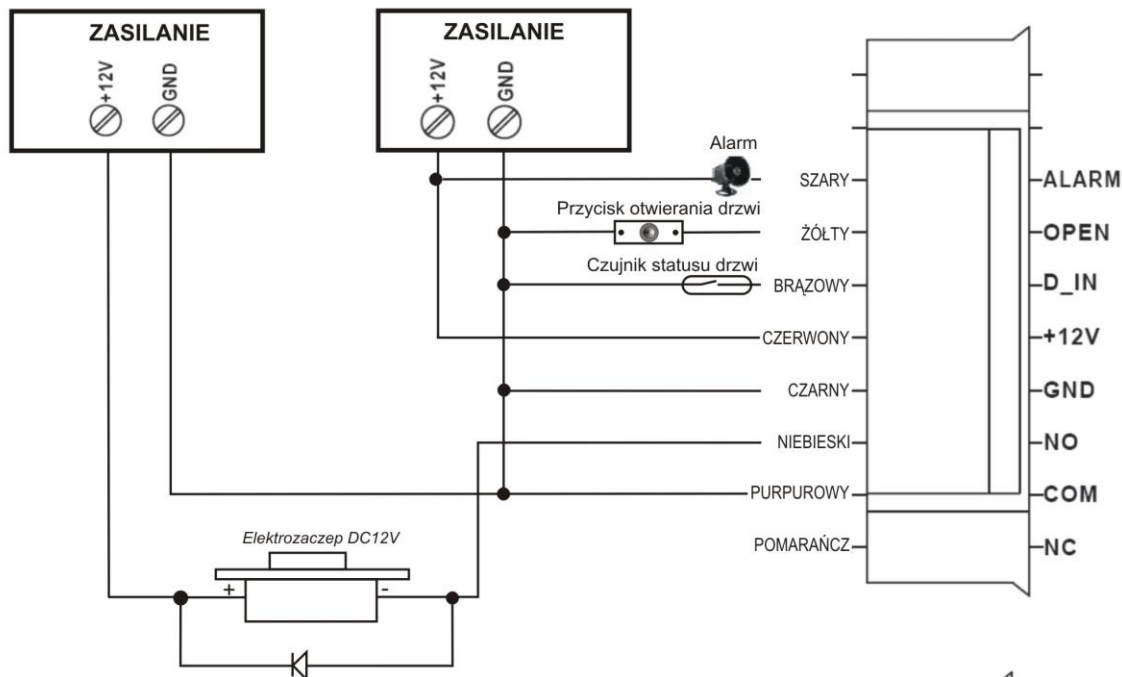 ZASILANIE
+12V
GND
ZASILANIE
+12V
GND
Alarm
SZARY
ALARM
Przycisk otwierania drzwi
ŻÓŁTY
OPEN
Czujnik statusu drzwi
BRĄZOWY
D_IN
CZERWONY
+12V
CZARNY
GND
NIEBIESKI
NO
PURPUROWY
COM
Elektrozaczep DC12V
POMARAŃCZ
NC
+
-